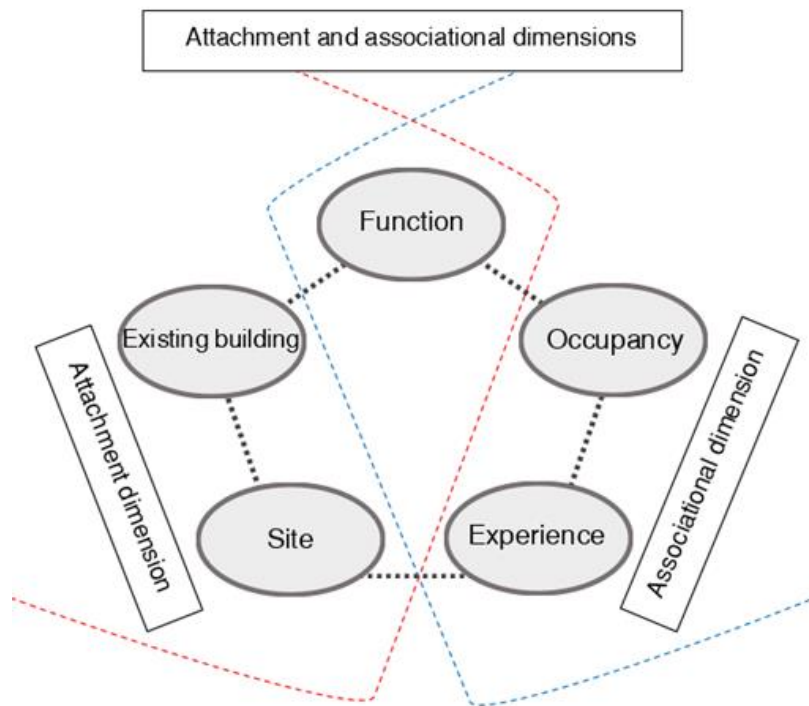 Attachment and associational dimensions
Function
Existing building
Occupancy
Attachment dimension
Associational dimension
Site
Experience